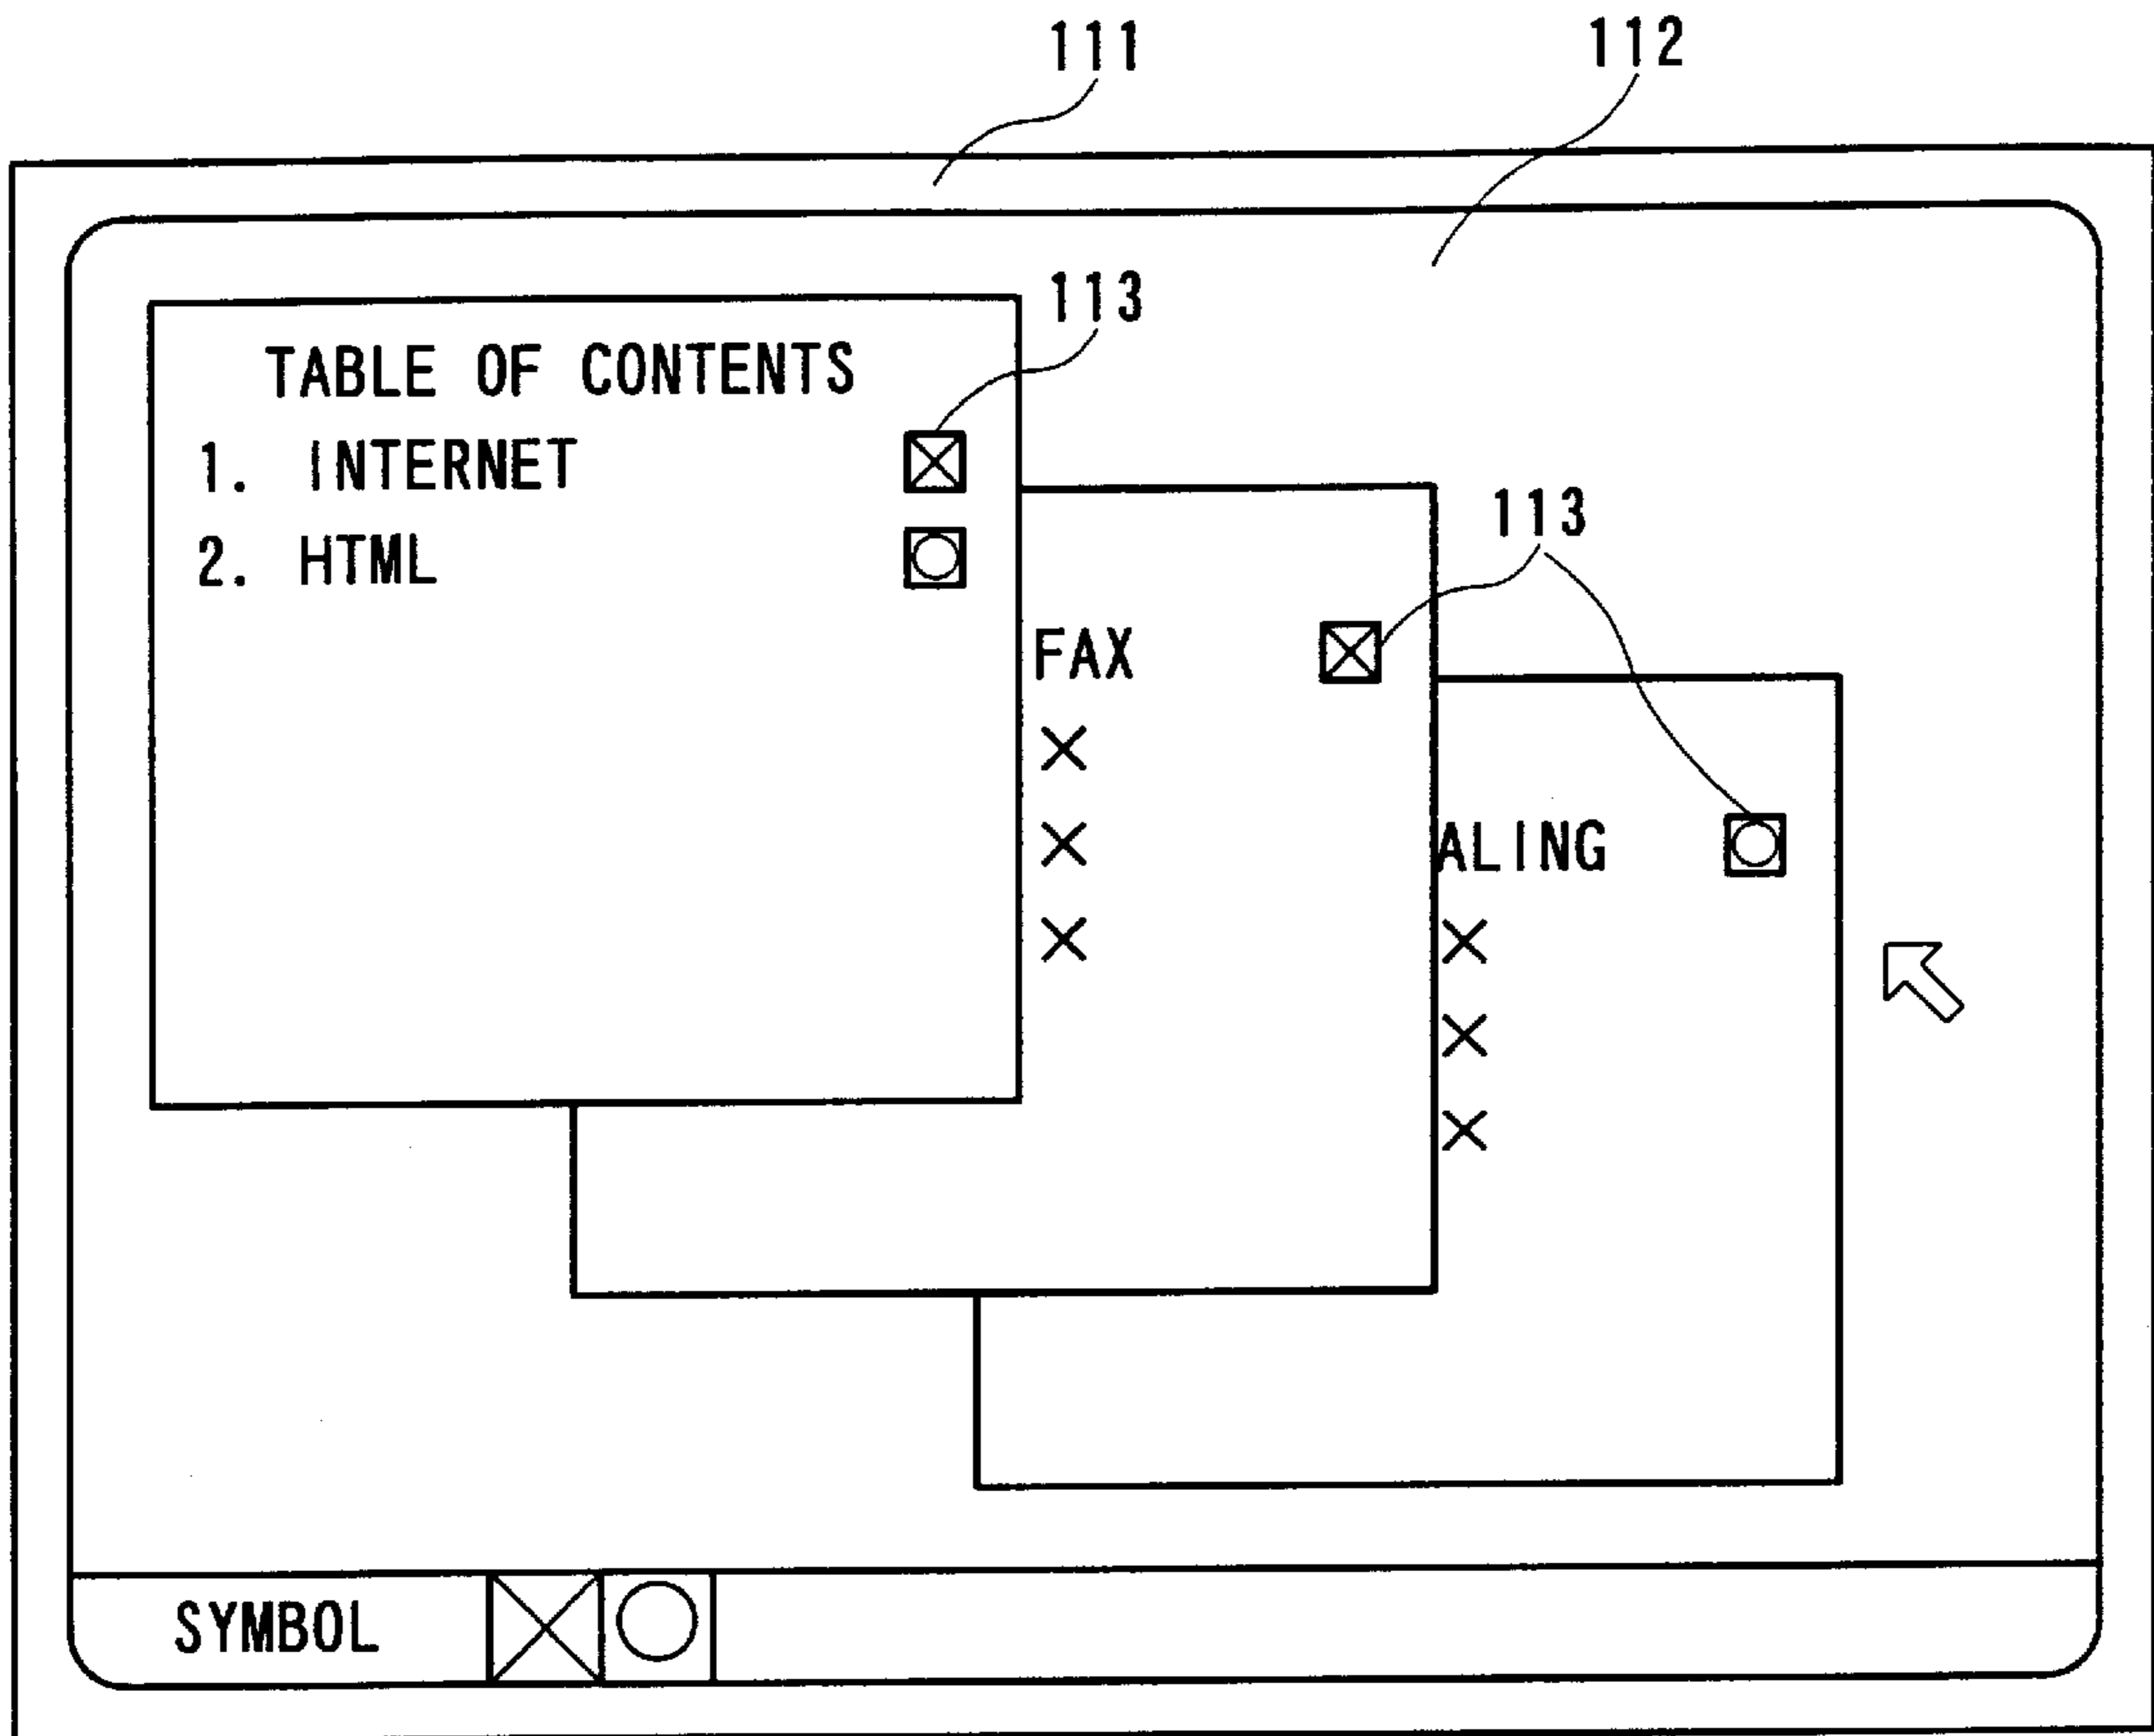 111
112
113
TABLE OF CONTENTS
1. INTERNET
2. HTML
113
FAX
×
×
×
ALING
×
×
×
SYMBOL